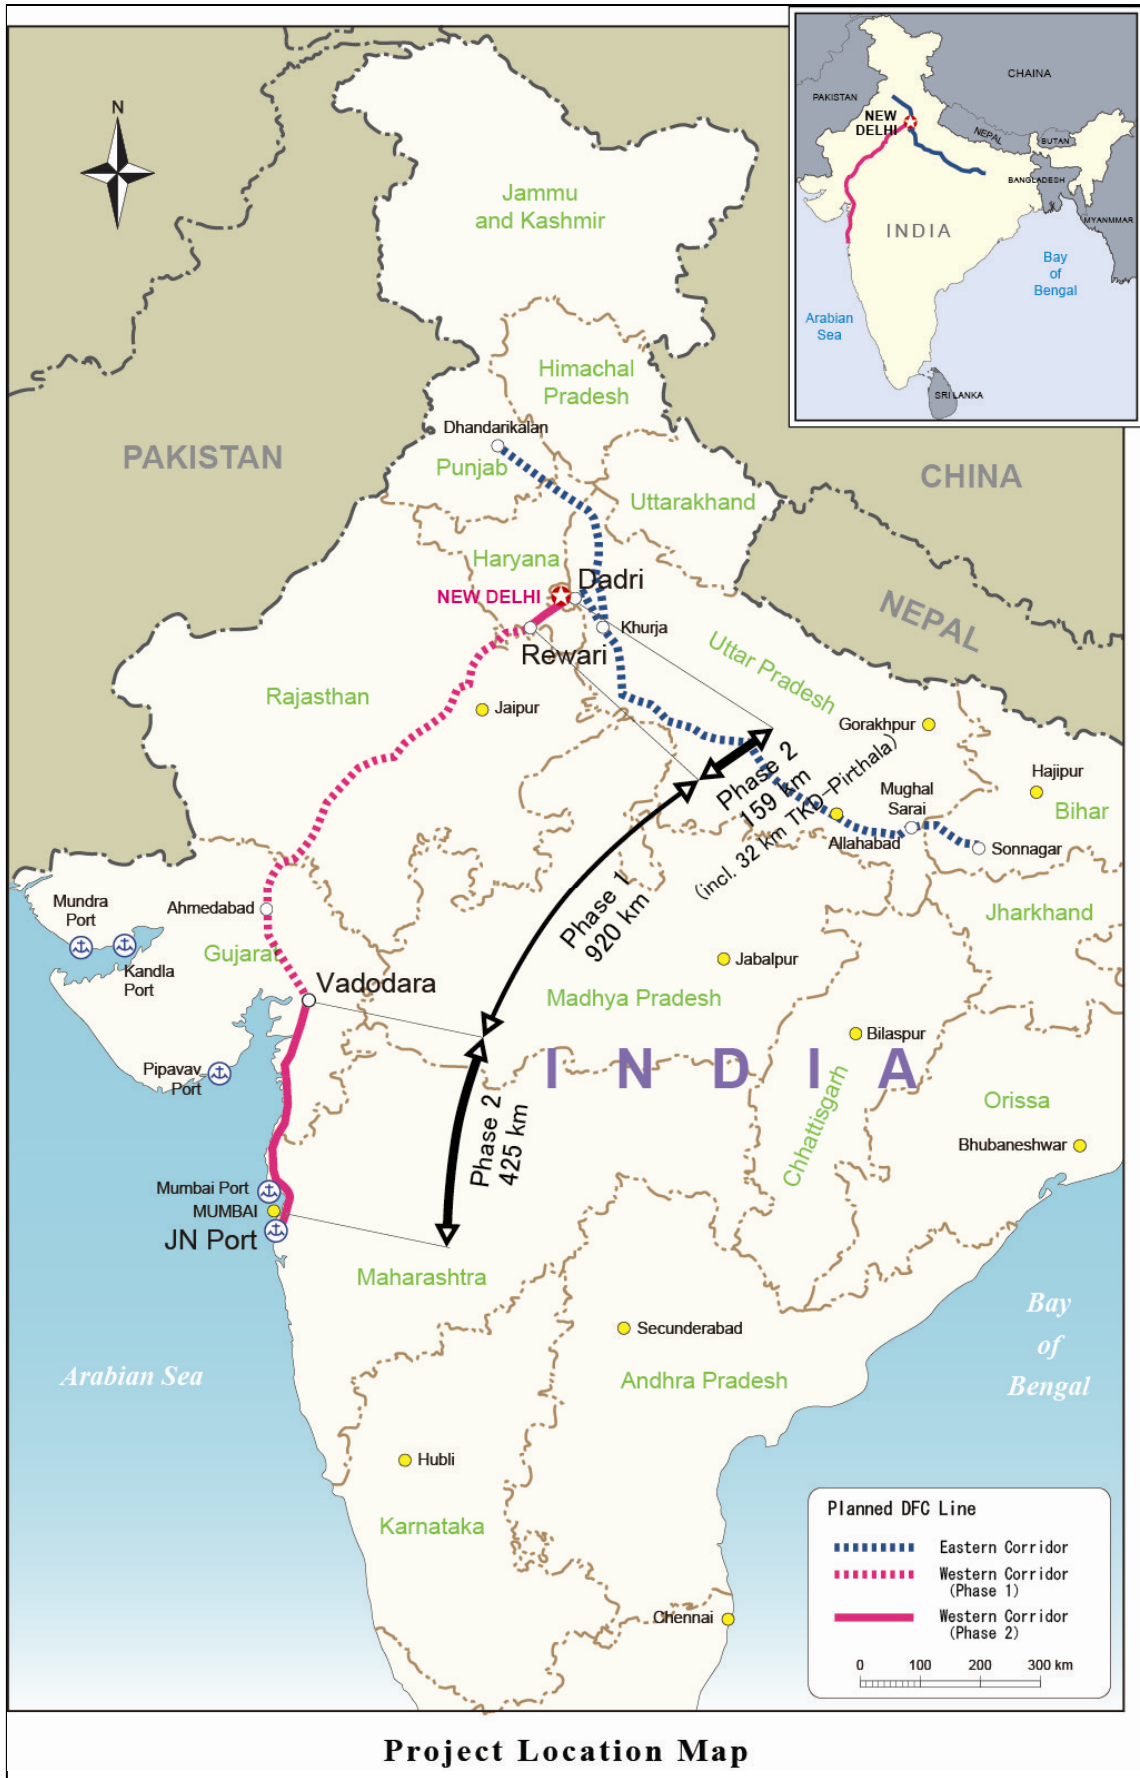 N
CHAINA
PAKISTAN
NEW
DELHI
NEPAL
BUTAN
BANGLADESH
MYANMMAR
INDIA
Bay
of
Bengal
Arabian
Sea
SRI LANKA
Jammu
and Kashmir
Himachal
Pradesh
Dhandarikalan
PAKISTAN
Punjab
CHINA
Uttarakhand
Haryana
Dadri
NEW DELHI
NEPAL
Khurja
Rewari
Uttar Pradesh
Rajasthan
Jaipur
Gorakhpur
Phase 2
159 km
(incl. 32 km TKD-Pirthala)
Hajipur
Mughal
Sarai
Bihar
Allahabad
Sonnagar
Phase 1
920 km
Mundra
Port
Ahmedabad
Jharkhand
Gujarat
Kandla
Port
Jabalpur
Vadodara
Madhya Pradesh
Bilaspur
INDIA
Pipavav
Port
Phase 2
425 km
Chhattisgarh
Orissa
Bhubaneshwar
Mumbai Port
MUMBAI
JN Port
Maharashtra
Secunderabad
Bay
of
Bengal
Arabian Sea
Andhra Pradesh
Hubli
Karnataka
Chennai
Planned DFC Line
Eastern Corridor
Western Corridor
(Phase 1)
Western Corridor
(Phase 2)
0 100 200 300 km
Project Location Map